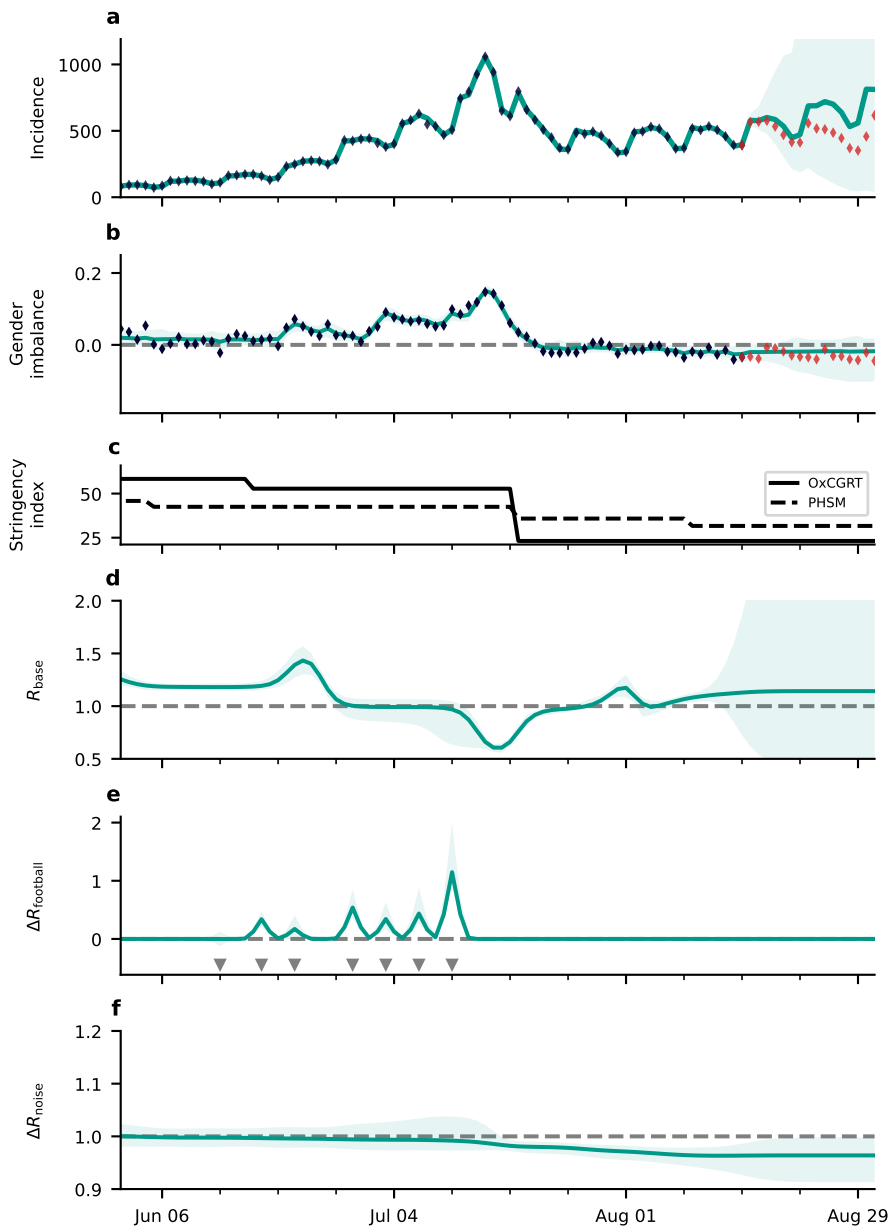 a
1000
500
0
Incidence
b
0.2
0.0
Gender
imbalance
c
50
25
Stringency
index
OxCGRT
PHSM
d
2.0
1.5
1.0
0.5
R_base
e
2
1
0
ΔR_football
f
1.2
1.1
1.0
0.9
ΔR_noise
Jun 06
Jul 04
Aug 01
Aug 29